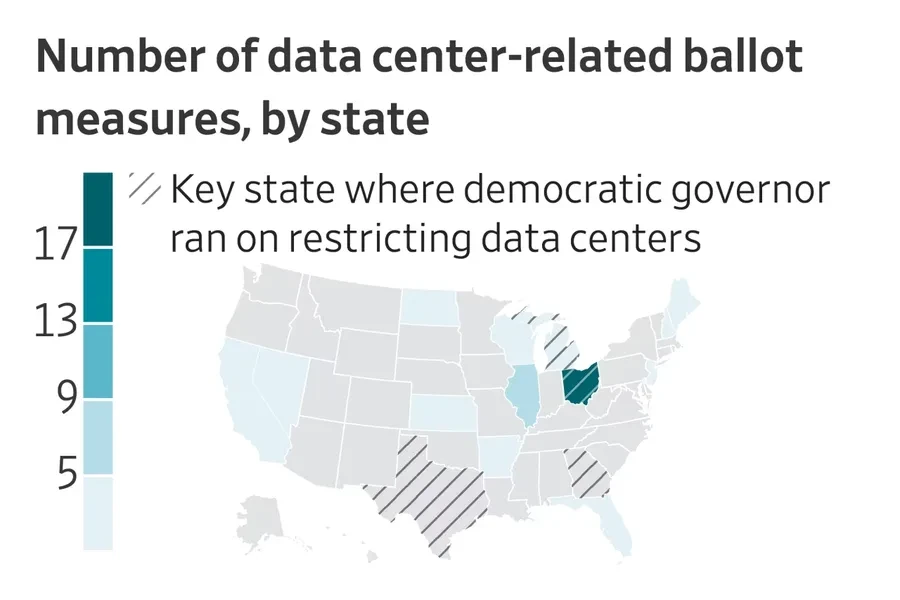 Number of data center-related ballot
measures, by state
Key state where democratic governor
ran on restricting data centers
17
13
9
5